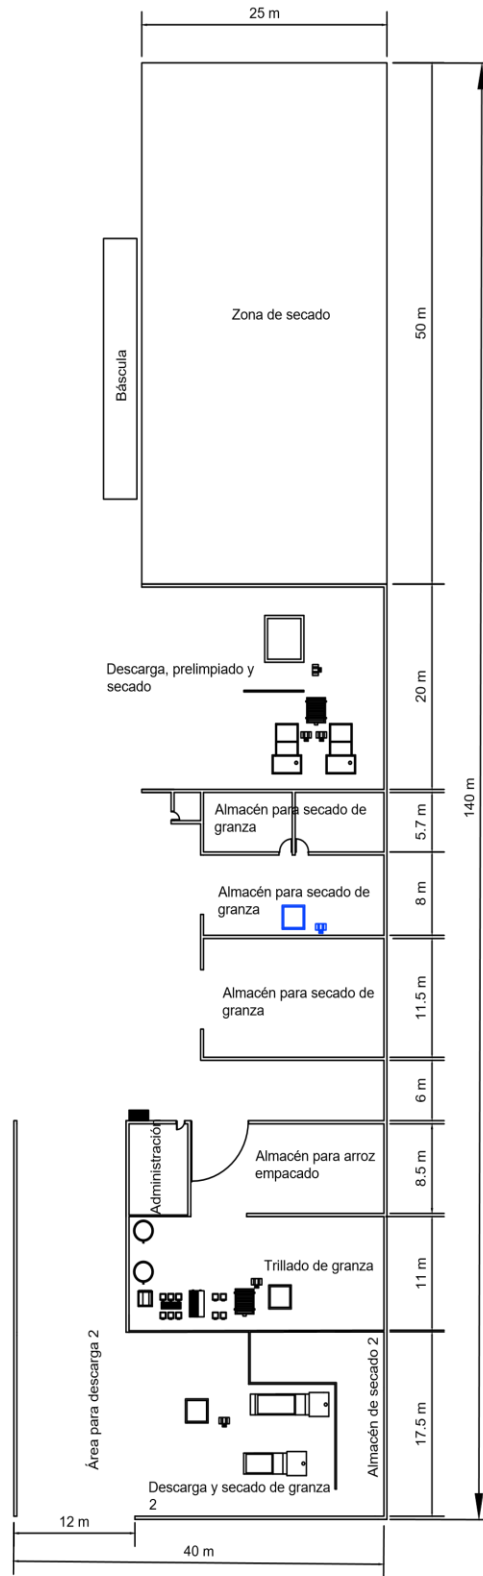 25 m
Zona de secado
50 m
Báscula
Descarga, prelimpiado y
secado
20 m
140 m
Almacén para secado de
granza
5.7 m
Almacén para secado de
granza
8 m
Almacén para secado de
granza
11.5 m
6 m
Administración
Almacén para arroz
empacado
8.5 m
Trillado de granza
11 m
Área para descarga 2
Almacén de secado 2
17.5 m
Descarga y secado de granza
2
12 m
40 m